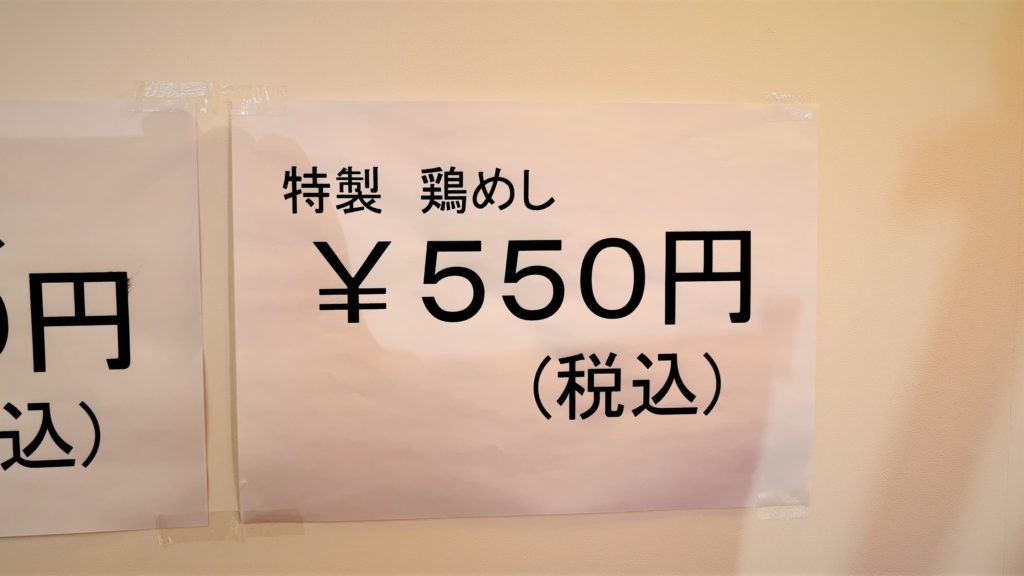 特製　鶏めし
￥５５０円
（税込）
円
込）